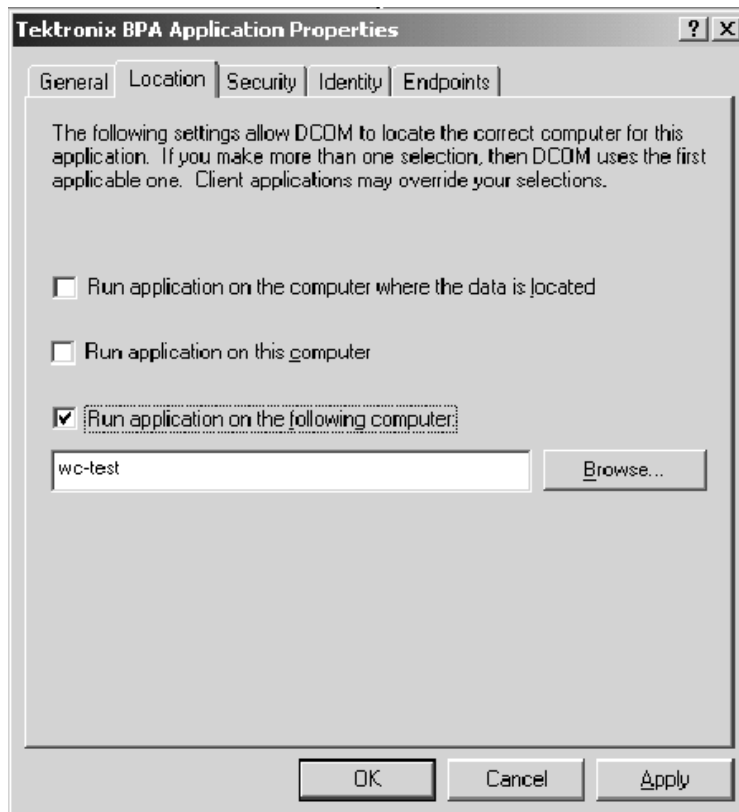 Tektronix BPA Application Properties
General Location Security Identity Endpoints
The following settings allow DCOM to locate the correct computer for this
application. If you make more than one selection, then DCOM uses the first
applicable one. Client applications may override your selections.
Run application on the computer where the data is located
Run application on this computer
Run application on the following computer:
wc-test
Browse...
OK Cancel Apply